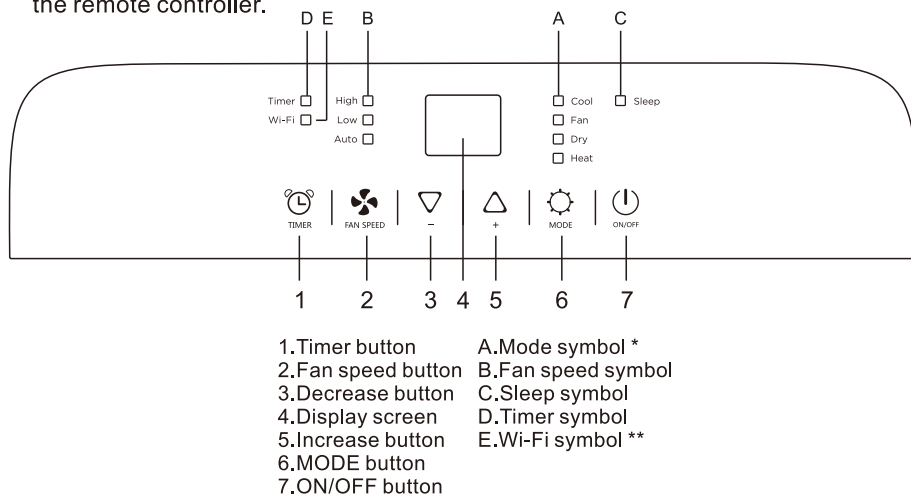 the remote controller.
D E B A C
Timer High Cool Sleep
Wi-Fi Low Fan
Auto Dry
Heat
TIMER FAN SPEED − + MODE ON/OFF
1 2 3 4 5 6 7
1.Timer button A.Mode symbol *
2.Fan speed button B.Fan speed symbol
3.Decrease button C.Sleep symbol
4.Display screen D.Timer symbol
5.Increase button E.Wi-Fi symbol **
6.MODE button
7.ON/OFF button